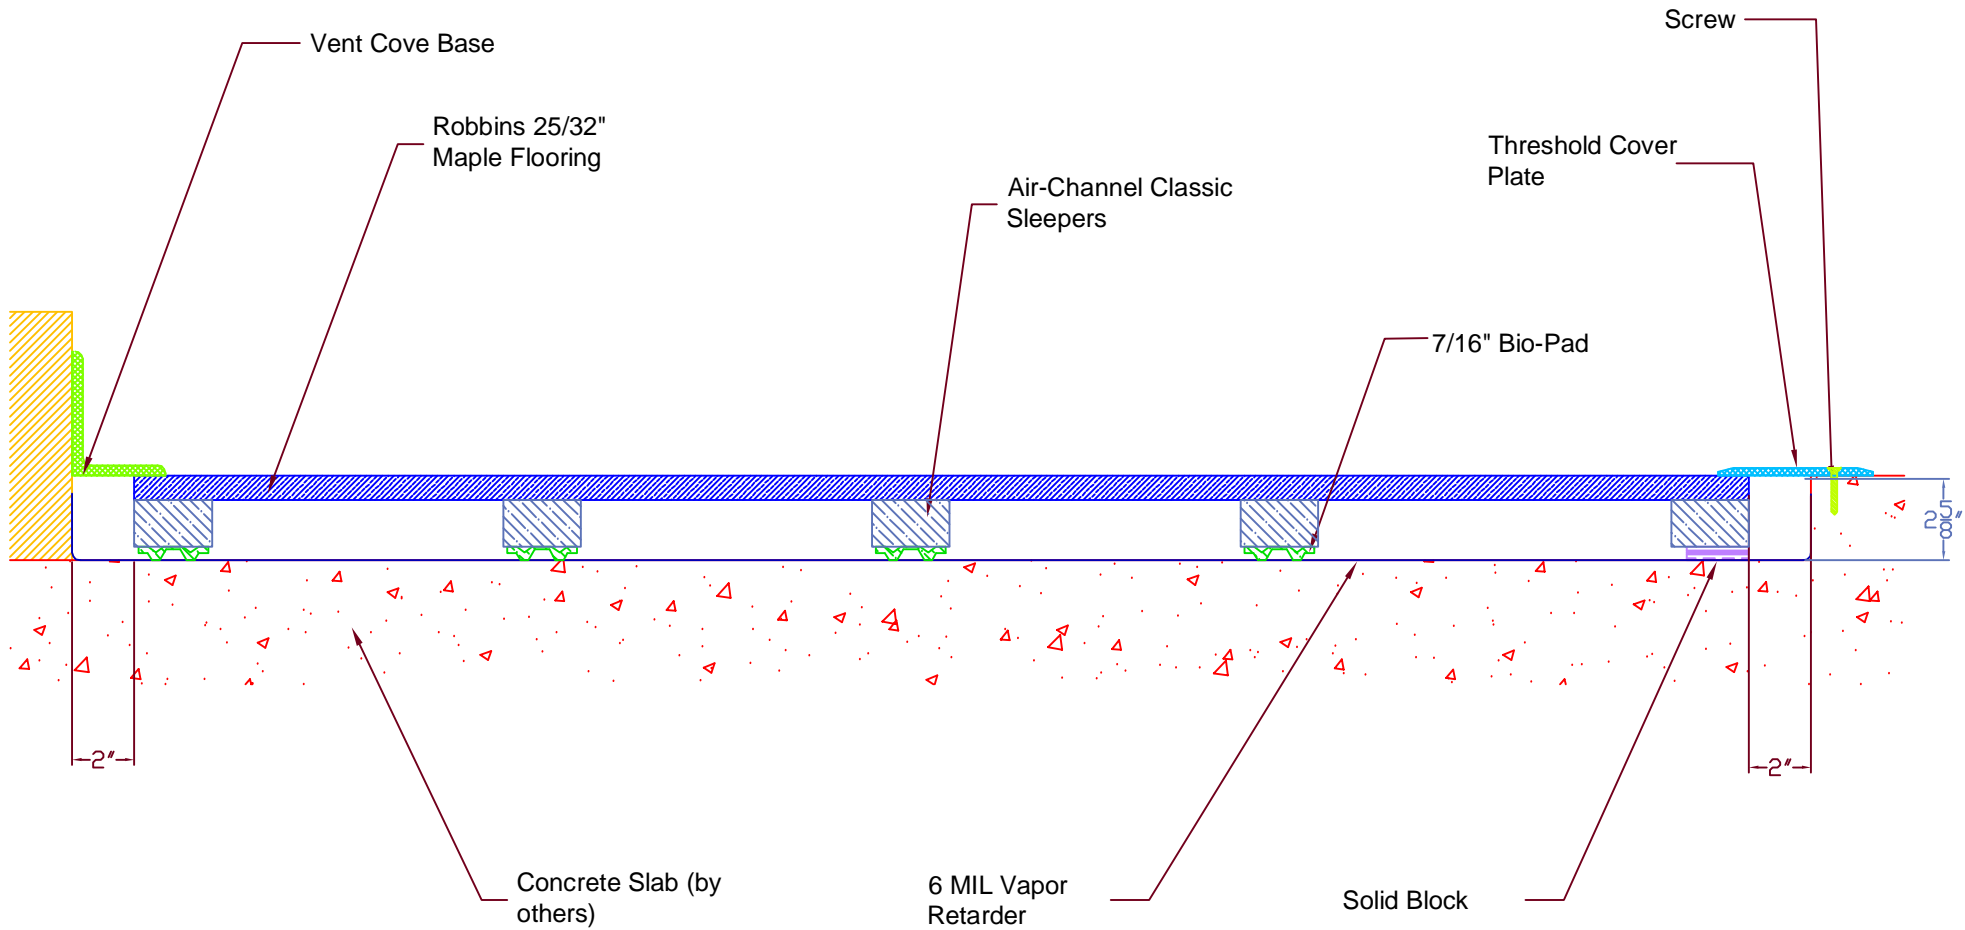 Screw
Vent Cove Base
Robbins 25/32"
Maple Flooring
Threshold Cover
Plate
Air-Channel Classic
Sleepers
7/16" Bio-Pad
2 5/8"
2"
2"
Concrete Slab (by
others)
6 MIL Vapor
Retarder
Solid Block